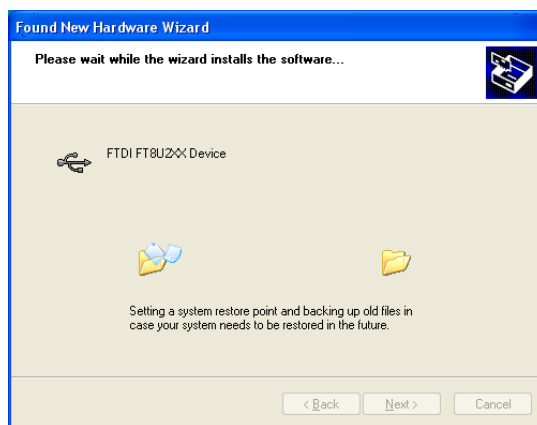 Found New Hardware Wizard
Please wait while the wizard installs the software...
FTDI FT8U2XX Device
Setting a system restore point and backing up old files in
case your system needs to be restored in the future.
< Back Next > Cancel